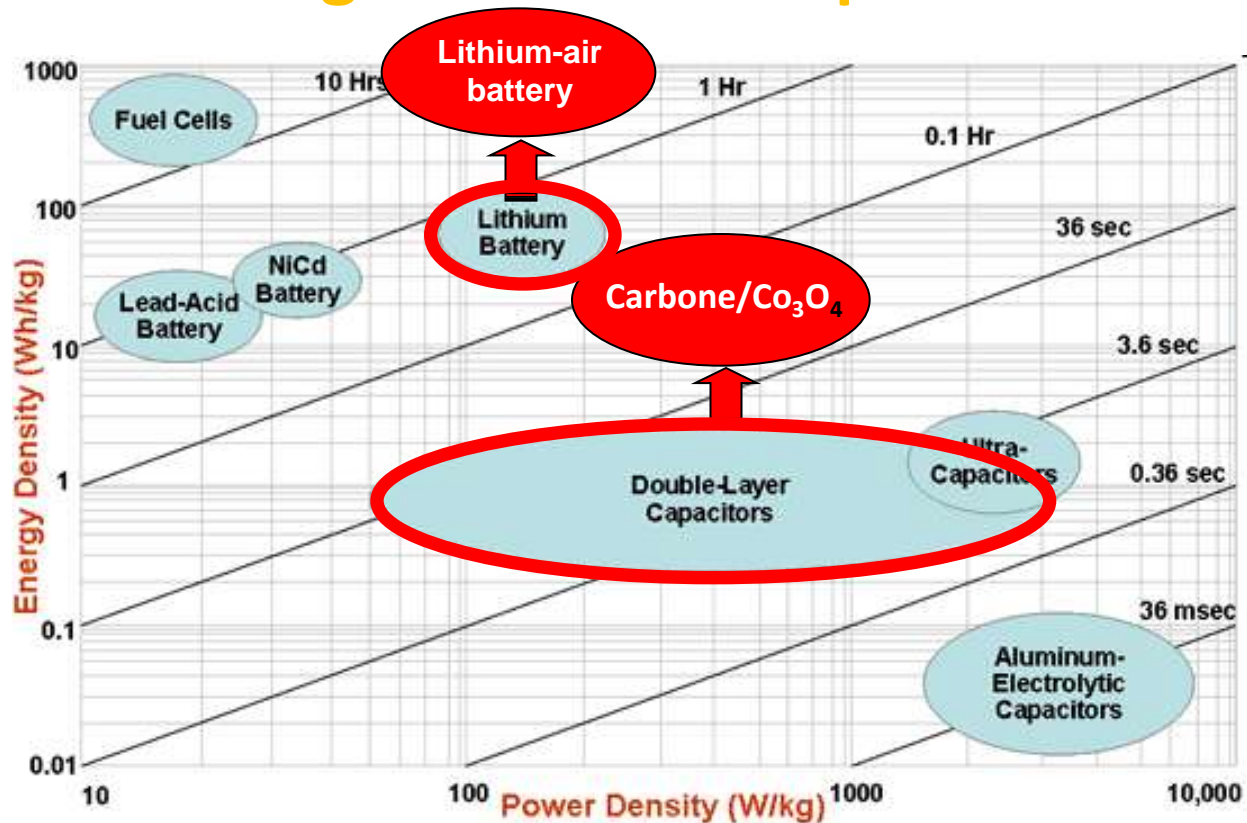 Lithium-air
battery
1000
10 Hrs
1 Hr
Fuel Cells
0.1 Hr
100
Lithium
Battery
36 sec
NiCd
Battery
Lead-Acid
Battery
Carbone/Co₃O₄
10
3.6 sec
Energy Density (Wh/kg)
Ultra-
Capacitors
0.36 sec
1
Double-Layer
Capacitors
0.1
36 msec
Aluminum-
Electrolytic
Capacitors
0.01
10
100
1000
10,000
Power Density (W/kg)